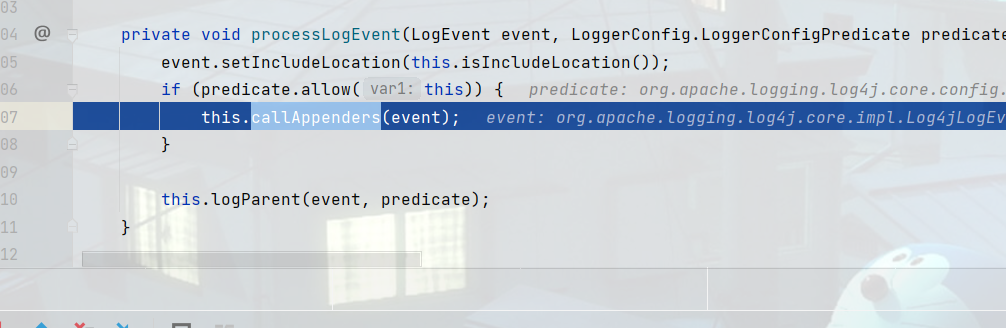 03
04 @ private void processLogEvent(LogEvent event, LoggerConfig.LoggerConfigPredicate predicate
05 event.setIncludeLocation(this.isIncludeLocation());
06 if (predicate.allow( var1: this)) { predicate: org.apache.logging.log4j.core.config.
07 this.callAppenders(event); event: org.apache.logging.log4j.core.impl.Log4jLogEv
08 }
09
10 this.logParent(event, predicate);
11 }
12